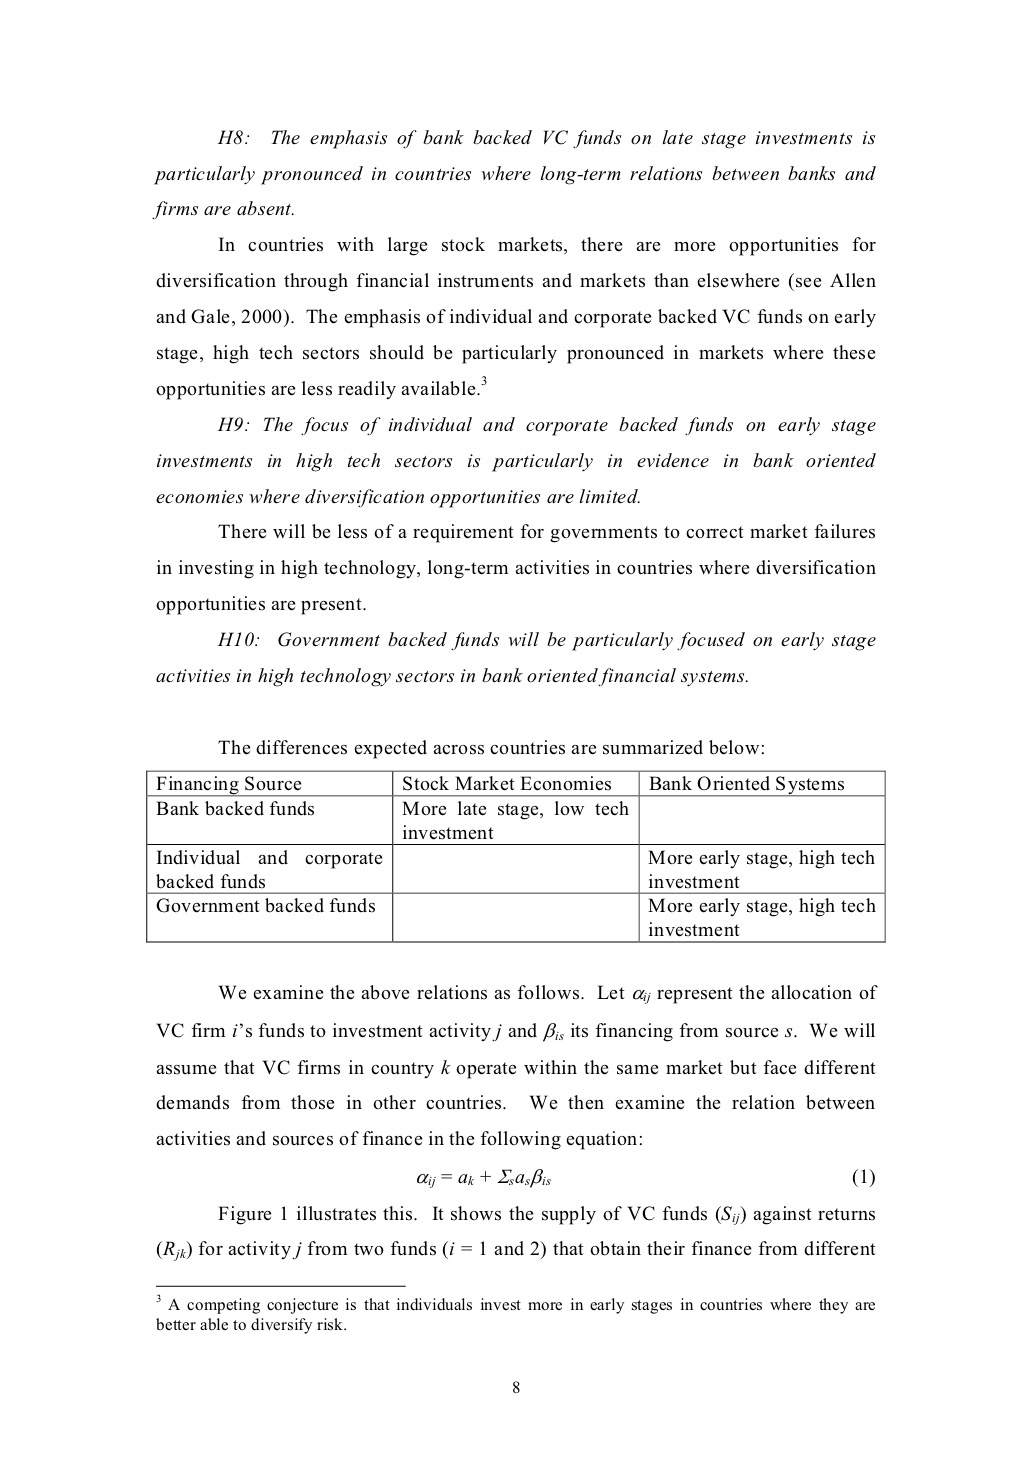 H8: The emphasis of bank backed VC funds on late stage investments is
particularly pronounced in countries where long-term relations between banks and
firms are absent.
In countries with large stock markets, there are more opportunities for
diversification through financial instruments and markets than elsewhere (see Allen
and Gale, 2000). The emphasis of individual and corporate backed VC funds on early
stage, high tech sectors should be particularly pronounced in markets where these
opportunities are less readily available.3
H9: The focus of individual and corporate backed funds on early stage
investments in high tech sectors is particularly in evidence in bank oriented
economies where diversification opportunities are limited.
There will be less of a requirement for governments to correct market failures
in investing in high technology, long-term activities in countries where diversification
opportunities are present.
H10: Government backed funds will be particularly focused on early stage
activities in high technology sectors in bank oriented financial systems.
The differences expected across countries are summarized below:
Financing Source Stock Market Economies Bank Oriented Systems
Bank backed funds More late stage, low tech
investment
Individual and corporate More early stage, high tech
backed funds investment
Government backed funds More early stage, high tech
investment
We examine the above relations as follows. Let αij represent the allocation of
VC firm i’s funds to investment activity j and βis its financing from source s. We will
assume that VC firms in country k operate within the same market but face different
demands from those in other countries. We then examine the relation between
activities and sources of finance in the following equation:
αij = ak + Σsasβis (1)
Figure 1 illustrates this. It shows the supply of VC funds (Sij) against returns
(Rjk) for activity j from two funds (i = 1 and 2) that obtain their finance from different
3 A competing conjecture is that individuals invest more in early stages in countries where they are
better able to diversify risk.
8